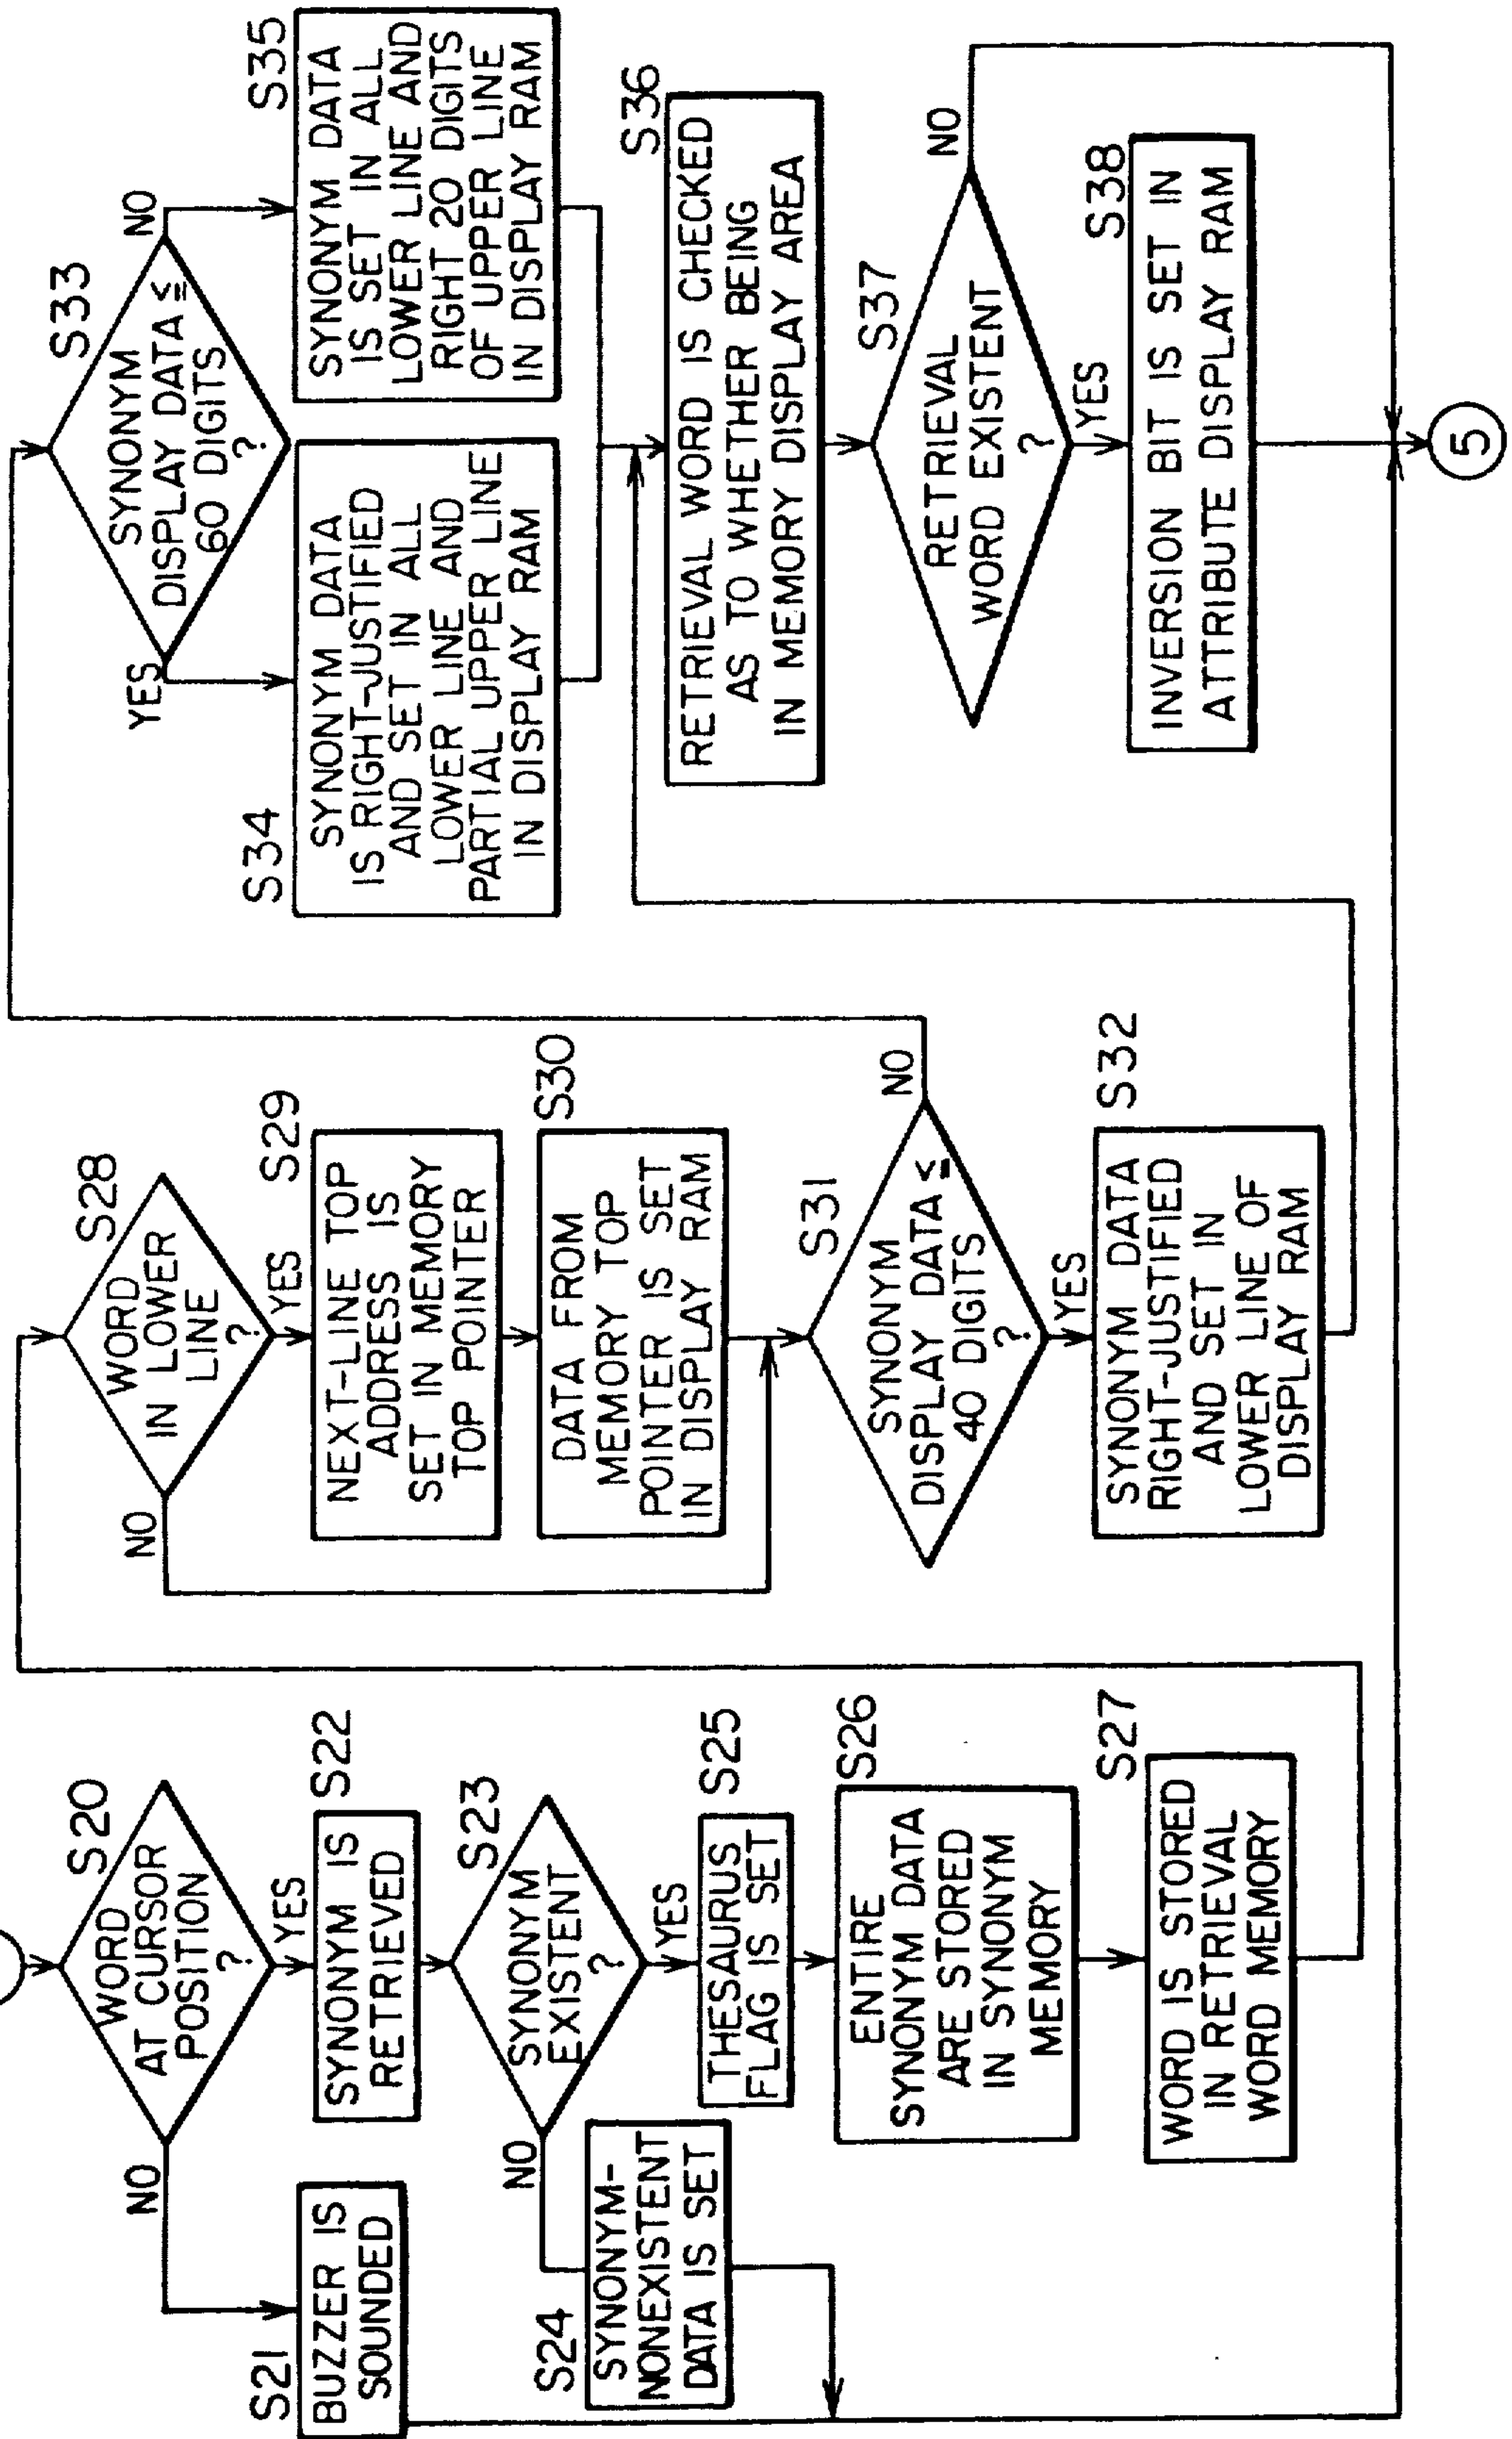 S20
WORD
AT CURSOR
POSITION
?
NO
YES
S21
BUZZER IS
SOUNDED
S22
SYNONYM IS
RETRIEVED
S23
SYNONYM
EXISTENT
?
NO
YES
S24
SYNONYM-
NONEXISTENT
DATA IS SET
S25
THESAURUS
FLAG IS SET
S26
ENTIRE
SYNONYM DATA
ARE STORED
IN SYNONYM
MEMORY
S27
WORD IS STORED
IN RETRIEVAL
WORD MEMORY
S28
WORD
IN LOWER
LINE
?
NO
YES
S29
NEXT-LINE TOP
ADDRESS IS
SET IN MEMORY
TOP POINTER
S30
DATA FROM
MEMORY TOP
POINTER IS SET
IN DISPLAY RAM
S31
SYNONYM
DISPLAY DATA ≦
40 DIGITS
?
NO
YES
S32
SYNONYM DATA
RIGHT-JUSTIFIED
AND SET IN
LOWER LINE OF
DISPLAY RAM
S33
SYNONYM
DISPLAY DATA ≦
60 DIGITS
?
YES
NO
S34
SYNONYM DATA
IS RIGHT-JUSTIFIED
AND SET IN ALL
LOWER LINE AND
PARTIAL UPPER LINE
IN DISPLAY RAM
S35
SYNONYM DATA
IS SET IN ALL
LOWER LINE AND
RIGHT 20 DIGITS
OF UPPER LINE
IN DISPLAY RAM
S36
RETRIEVAL WORD IS CHECKED
AS TO WHETHER BEING
IN MEMORY DISPLAY AREA
S37
RETRIEVAL
WORD EXISTENT
?
NO
YES
S38
INVERSION BIT IS SET IN
ATTRIBUTE DISPLAY RAM
5